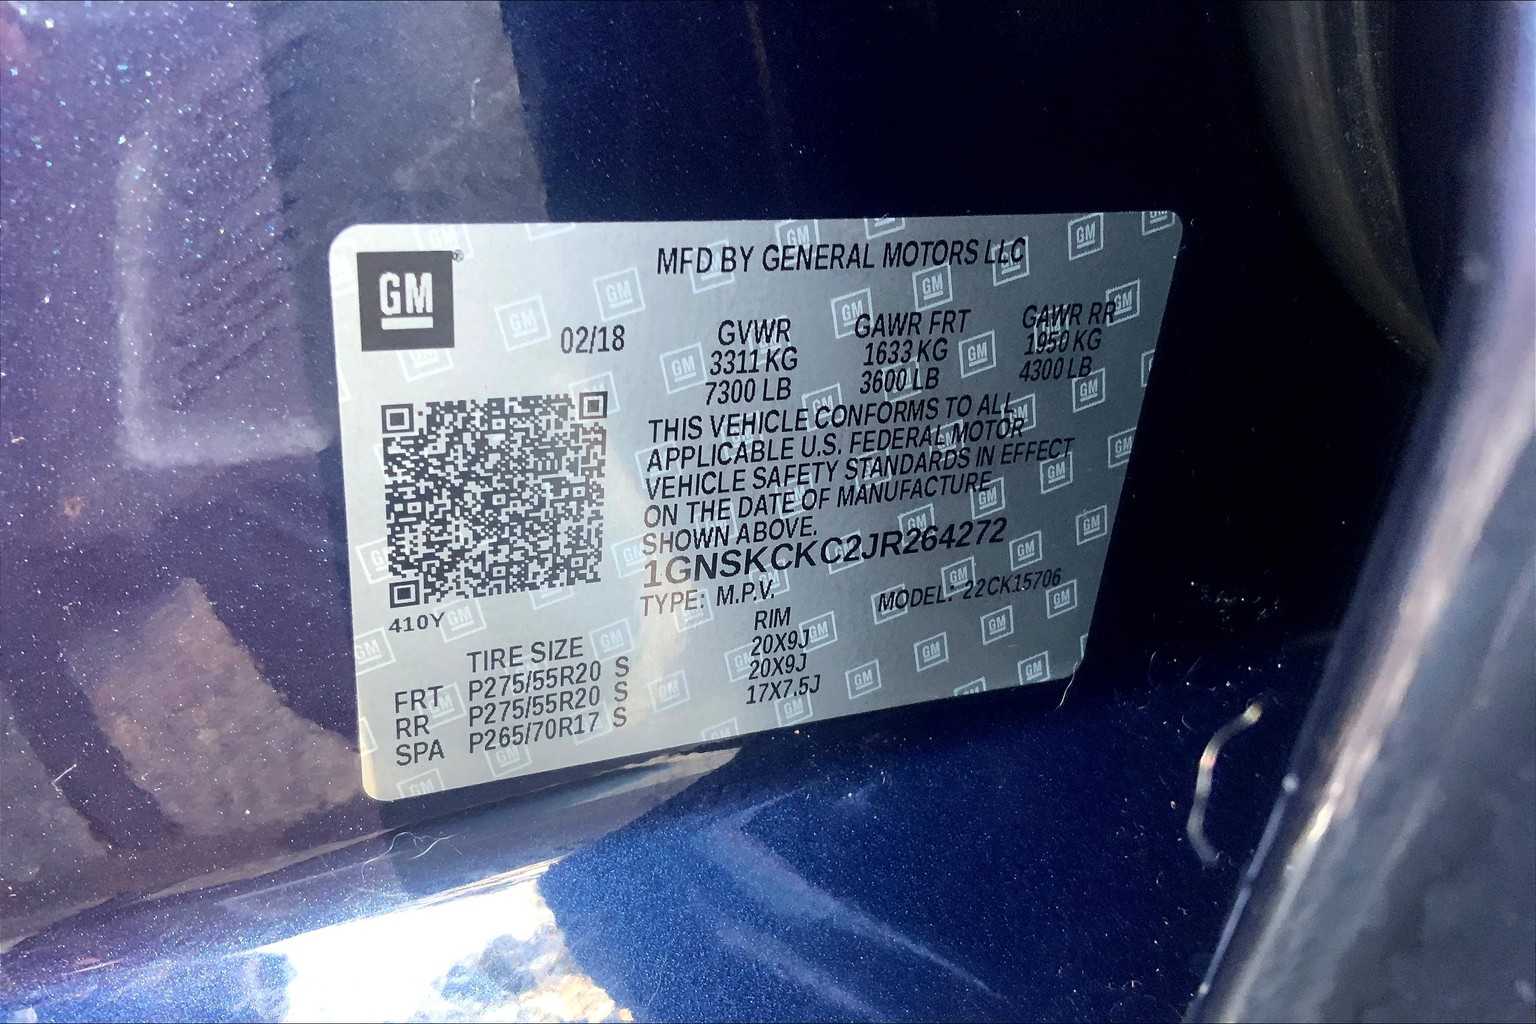 GM
MFD BY GENERAL MOTORS LLC
02/18
GVWR GAWR FRT GAWR RR
3311 KG 1633 KG 1950 KG
7300 LB 3600 LB 4300 LB
THIS VEHICLE CONFORMS TO ALL
APPLICABLE U.S. FEDERAL MOTOR
VEHICLE SAFETY STANDARDS IN EFFECT
ON THE DATE OF MANUFACTURE
SHOWN ABOVE.
1GNSKCKC2JR264272
TYPE: M.P.V. MODEL: 22CK15706
410Y
TIRE SIZE RIM
FRT P275/55R20 S 20X9J
RR P275/55R20 S 20X9J
SPA P265/70R17 S 17X7.5J